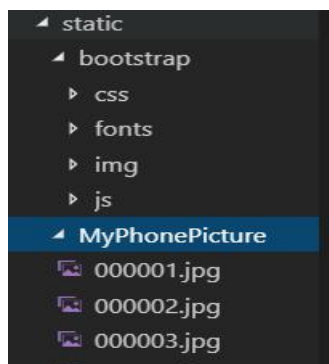 static
bootstrap
css
fonts
img
js
MyPhonePicture
000001.jpg
000002.jpg
000003.jpg